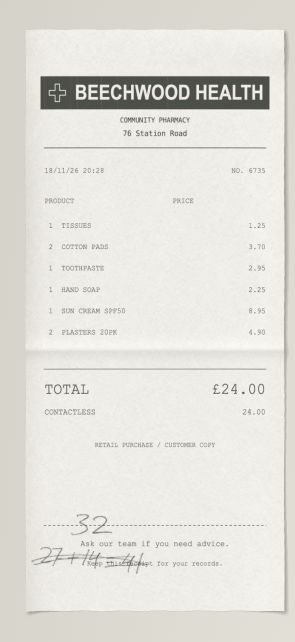 BEECHWOOD HEALTH
COMMUNITY PHARMACY
76 Station Road
18/11/26 20:28 NO. 6735
PRODUCT PRICE
1 TISSUES 1.25
2 COTTON PADS 3.70
1 TOOTHPASTE 2.95
1 HAND SOAP 2.25
1 SUN CREAM SPF50 8.95
2 PLASTERS 20PK 4.90
TOTAL £24.00
CONTACTLESS 24.00
RETAIL PURCHASE / CUSTOMER COPY
32
Ask our team if you need advice.
27+14=41
Keep this receipt for your records.